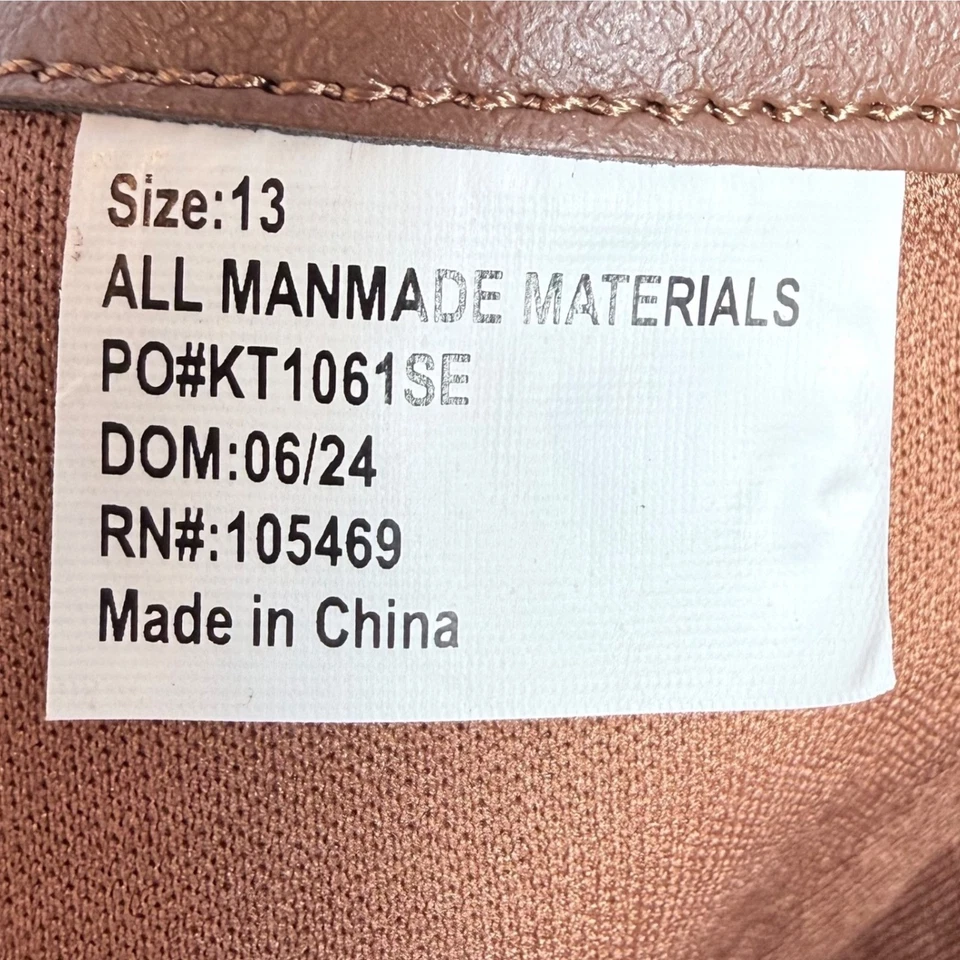 Size:13
ALL MANMADE MATERIALS
PO#KT1061SE
DOM:06/24
RN#:105469
Made in China